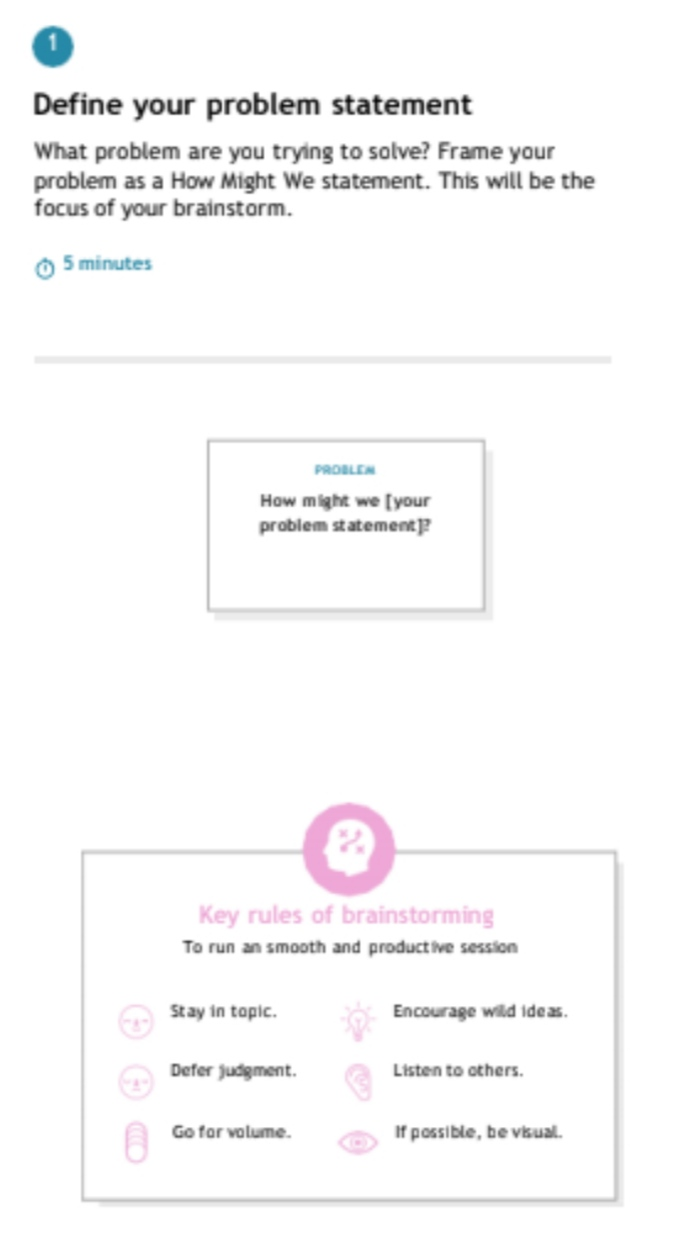 1
Define your problem statement
What problem are you trying to solve? Frame your
problem as a How Might We statement. This will be the
focus of your brainstorm.
5 minutes
PROBLEM
How might we [your
problem statement]?
Key rules of brainstorming
To run an smooth and productive session
Stay in topic.
Encourage wild ideas.
Defer judgment.
Listen to others.
Go for volume.
If possible, be visual.